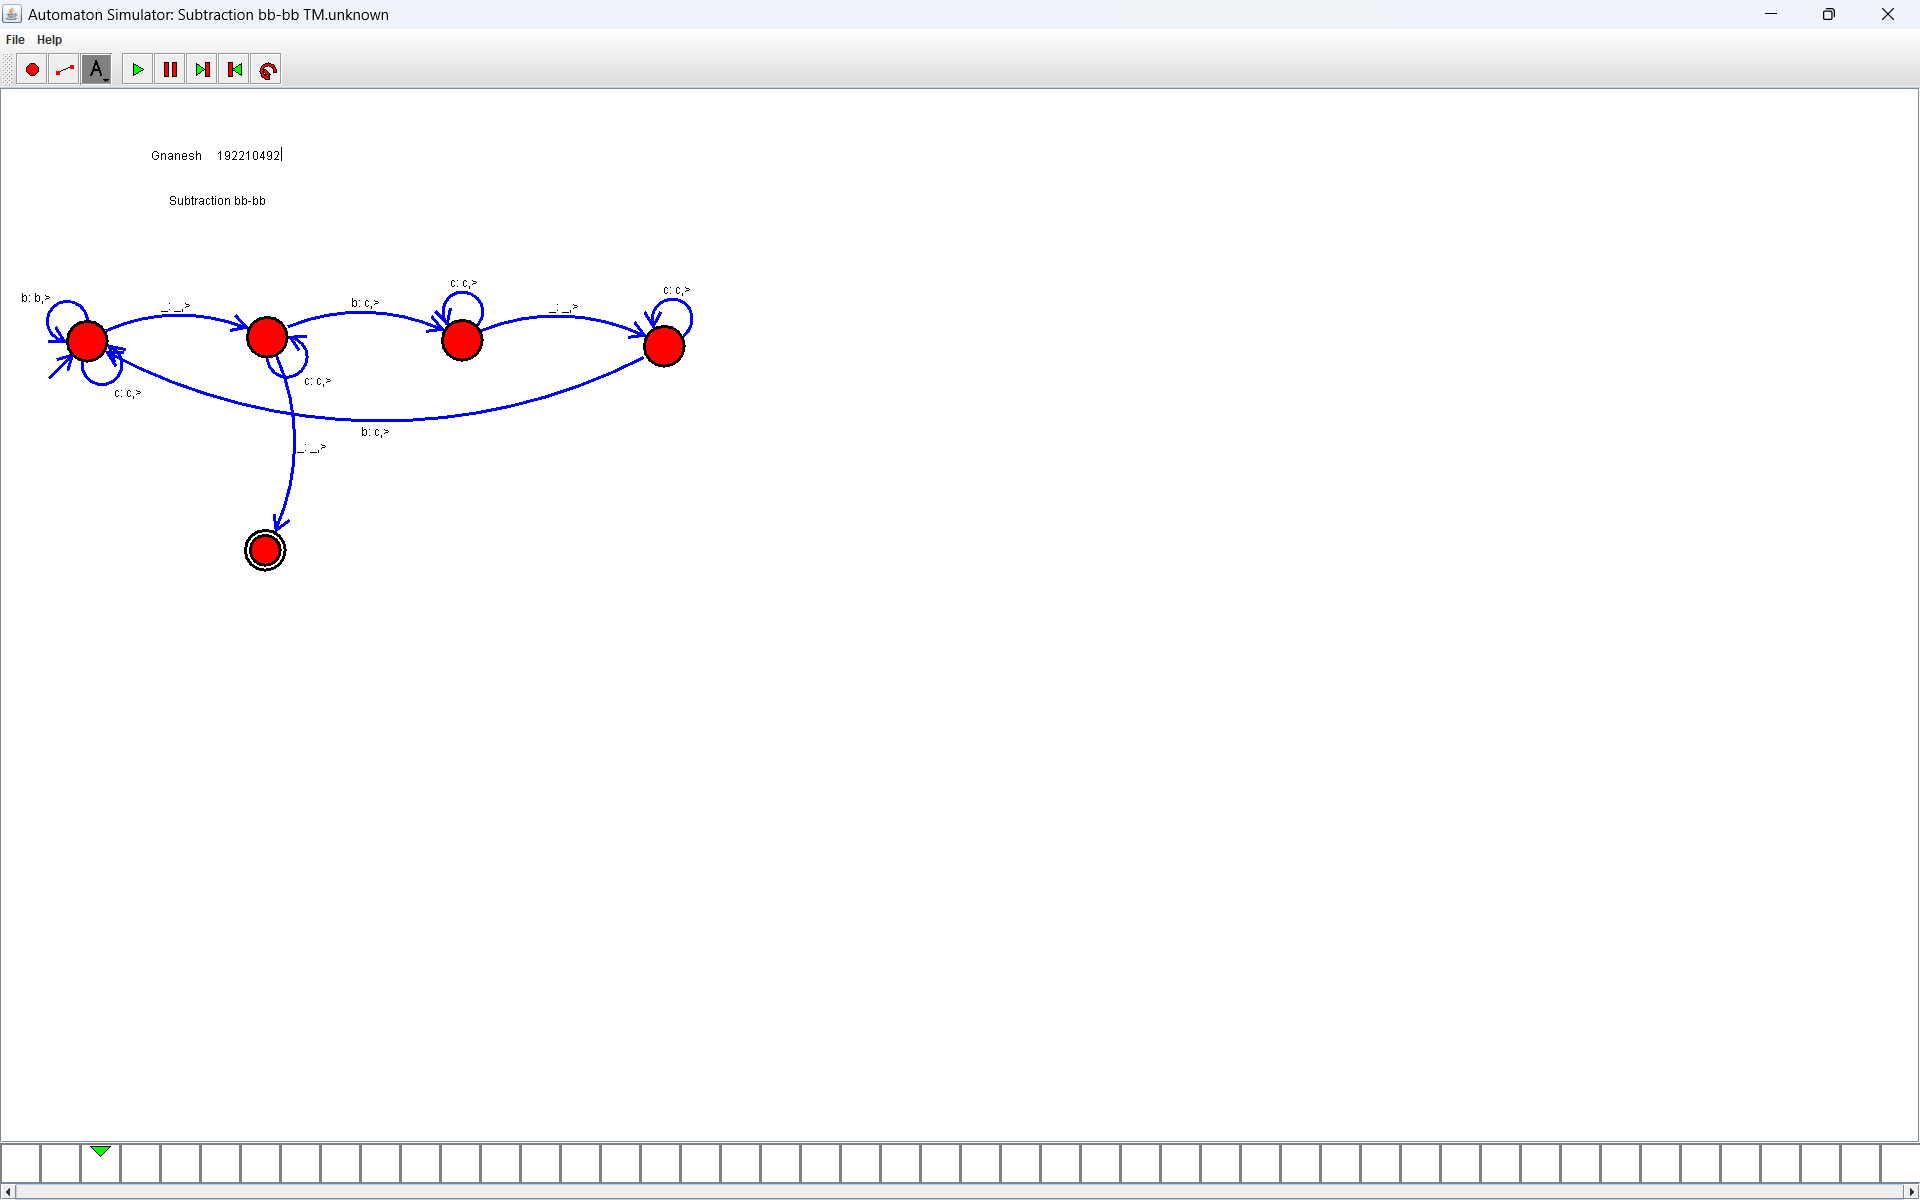 Automaton Simulator: Subtraction bb-bb TM.unknown
File Help
A
Gnanesh 192210492
Subtraction bb-bb
c: c,>
c: c,>
b: b,>
_: _,>
b: c,>
_: _,>
c: c,>
c: c,>
b: c,>
_: _,>